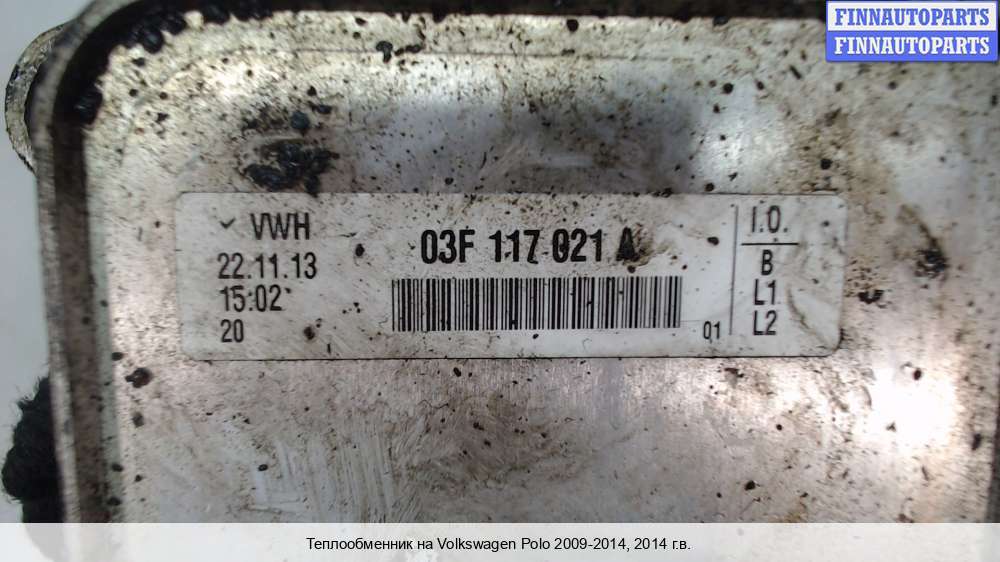 FINNAUTOPARTS
FINNAUTOPARTS
VWH
22.11.13
15:02
20
03F 117 021 A
Q1
I.O.
B
L1
L2
Теплообменник на Volkswagen Polo 2009-2014, 2014 г.в.